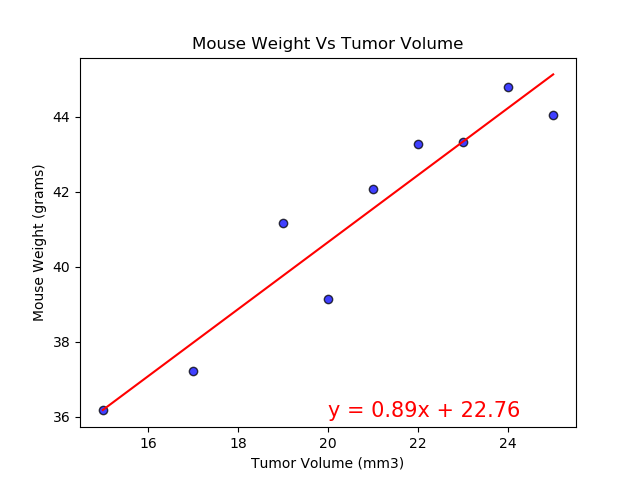 Mouse Weight Vs Tumor Volume
Mouse Weight (grams)
44
42
40
38
36
y = 0.89x + 22.76
16 18 20 22 24
Tumor Volume (mm3)